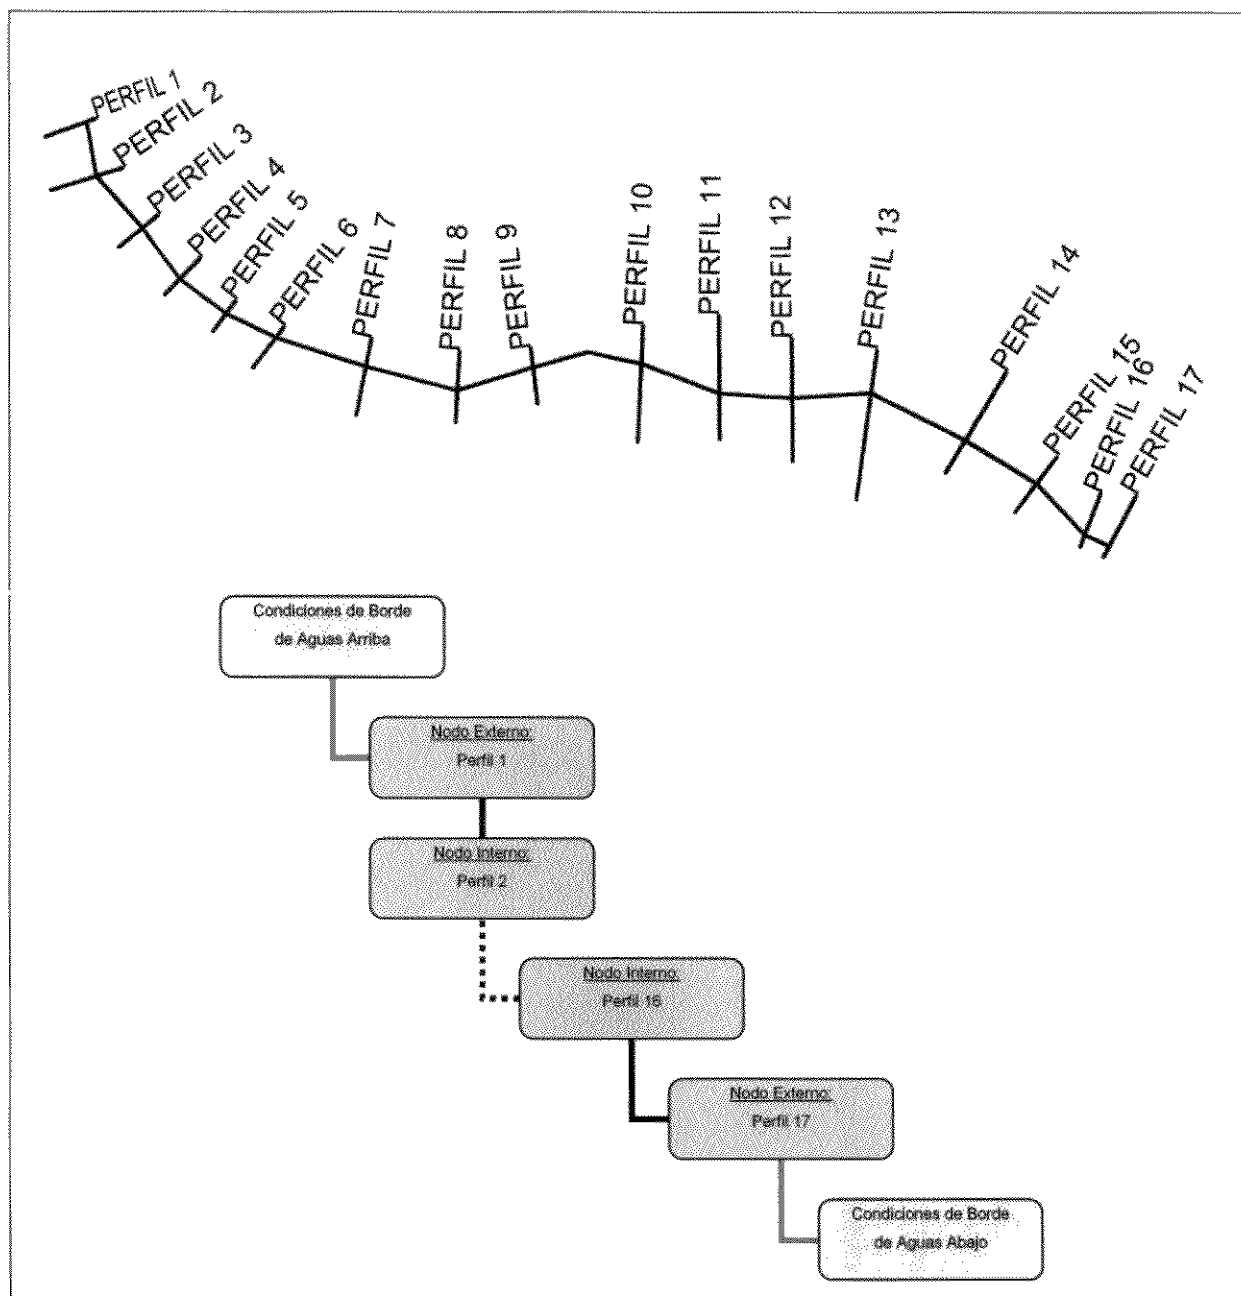 PERFIL 1
PERFIL 2
PERFIL 3
PERFIL 4
PERFIL 5
PERFIL 6
PERFIL 7
PERFIL 8
PERFIL 9
PERFIL 10
PERFIL 11
PERFIL 12
PERFIL 13
PERFIL 14
PERFIL 15
PERFIL 16
PERFIL 17
Condiciones de Borde
de Aguas Arriba
Nodo Externo:
Perfil 1
Nodo Interno:
Perfil 2
Nodo Interno:
Perfil 16
Nodo Externo:
Perfil 17
Condiciones de Borde
de Aguas Abajo